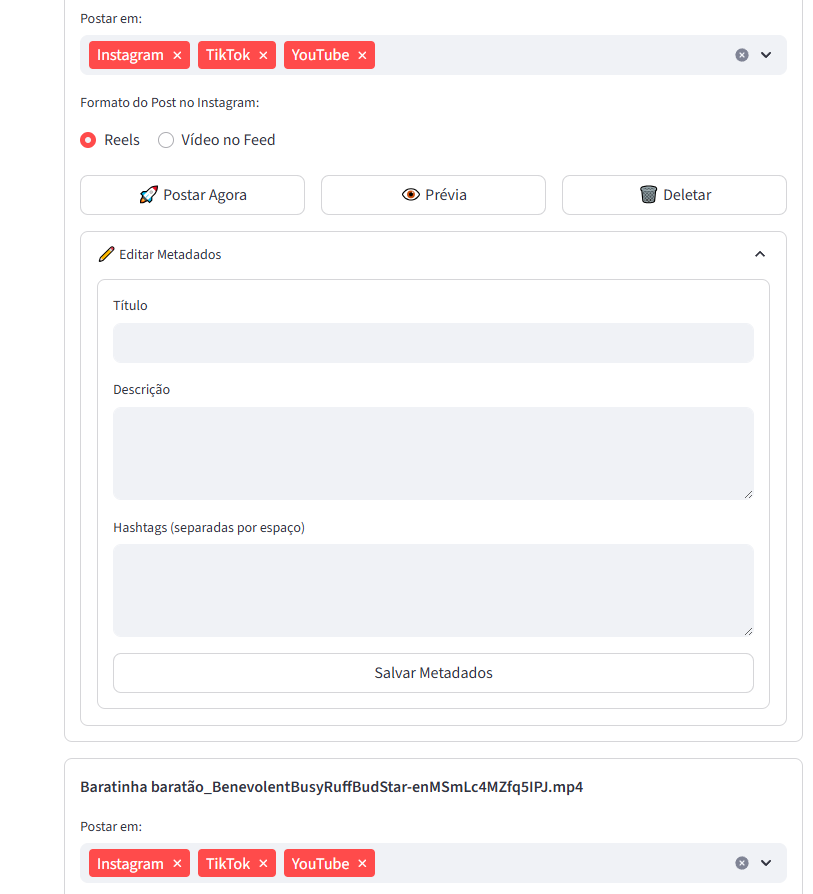 Postar em:
Instagram × TikTok × YouTube ×
Formato do Post no Instagram:
Reels Vídeo no Feed
🚀 Postar Agora 👁️ Prévia 🗑️ Deletar
✏️ Editar Metadados
Título
Descrição
Hashtags (separadas por espaço)
Salvar Metadados
Baratinha baratão_BenevolentBusyRuffBudStar-enMSmLc4MZfq5IPJ.mp4
Postar em:
Instagram × TikTok × YouTube ×